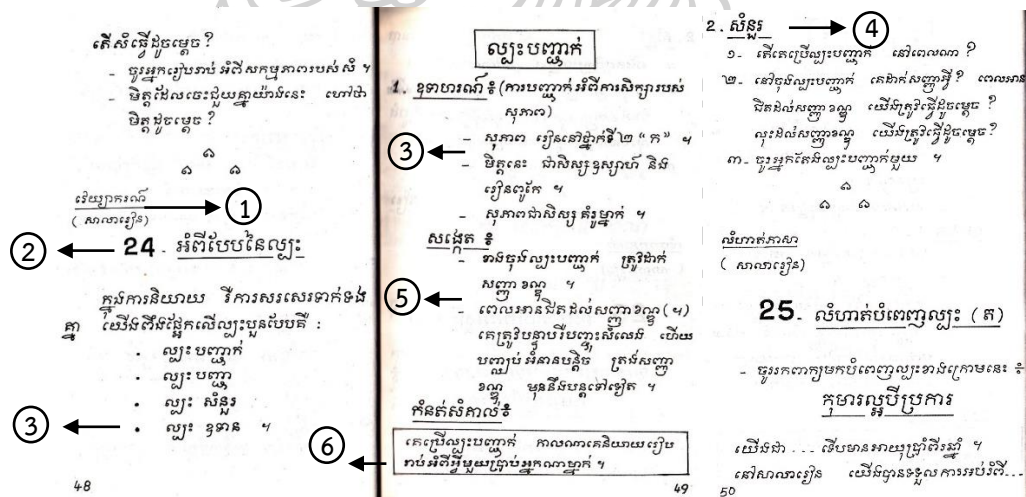 តើសំធ្វើដូចម្ដេច ?
- ចូរអ្នករៀបរាប់ អំពីសកម្មភាពរបស់សំ ។
- មិត្តដែលចេះជួយគ្នាយ៉ាងនេះ ហៅថា
មិត្តដូចម្ដេច ?
វេយ្យាករណ៍
( សាលារៀន )
1
2
24 - អំពីបែបនៃល្បះ
ក្នុងការនិយាយ រឺការសរសេរទាក់ទង
គ្នា យើងពឹងផ្អែកលើល្បះបួនបែបគឺ :
• ល្បះ បញ្ជាក់
• ល្បះ បញ្ជា
• ល្បះ សំនួរ
• ល្បះ ឧទាន ។
3
48
ល្បះបញ្ជាក់
1. ឧទាហរណ៍ ៖ (ការបញ្ជាក់អំពីការសិក្សារបស់
សុភាព)
3
- សុភាព រៀននៅថ្នាក់ទី ២ “ ក ” ។
- មិត្តនេះ ជាសិស្សឧស្សាហ៍ និង
រៀនពូកែ ។
- សុភាពជាសិស្ស គំរូម្នាក់ ។
សង្កេត ៖
- ខាងចុងល្បះបញ្ជាក់ ត្រូវដាក់
សញ្ញា ខណ្ឌ ។
5
- ពេលអានជិតដល់សញ្ញាខណ្ឌ (។)
គេត្រូវបន្ទាបរឺបញ្ចុះសំលេង ហើយ
បញ្ឈប់ អំនានបន្តិច ត្រង់សញ្ញា
ខណ្ឌ មុននឹងបន្តទៅទៀត ។
កំនត់សំគាល់ ៖
6
គេប្រើល្បះបញ្ជាក់ កាលណាគេនិយាយរៀប
រាប់អំពីអ្វីមួយប្រាប់អ្នកណាម្នាក់ ។
49
2. សំនួរ
4
១- តើគេប្រើល្បះបញ្ជាក់ នៅពេលណា ?
២- នៅចុងល្បះបញ្ជាក់ គេដាក់សញ្ញាអ្វី? ពេលអាន
ជិតដល់សញ្ញា ខណ្ឌ យើងត្រូវធ្វើដូចម្ដេច ?
លុះដល់សញ្ញាខណ្ឌ យើងត្រូវធ្វើដូចម្ដេច?
៣- ចូរអ្នកតែងល្បះបញ្ជាក់មួយ ។
លំហាត់ភាសា
( សាលារៀន)
25- លំហាត់បំពេញល្បះ ( ត )
- ចូររកពាក្យមកបំពេញល្បះខាងក្រោមនេះ ៖
កុមារល្អបីប្រការ
យើងជា ... ទើបមានអាយុប្រាំពីរឆ្នាំ ។
នៅសាលារៀន យើងបានទទួលការអប់រំពី...
50